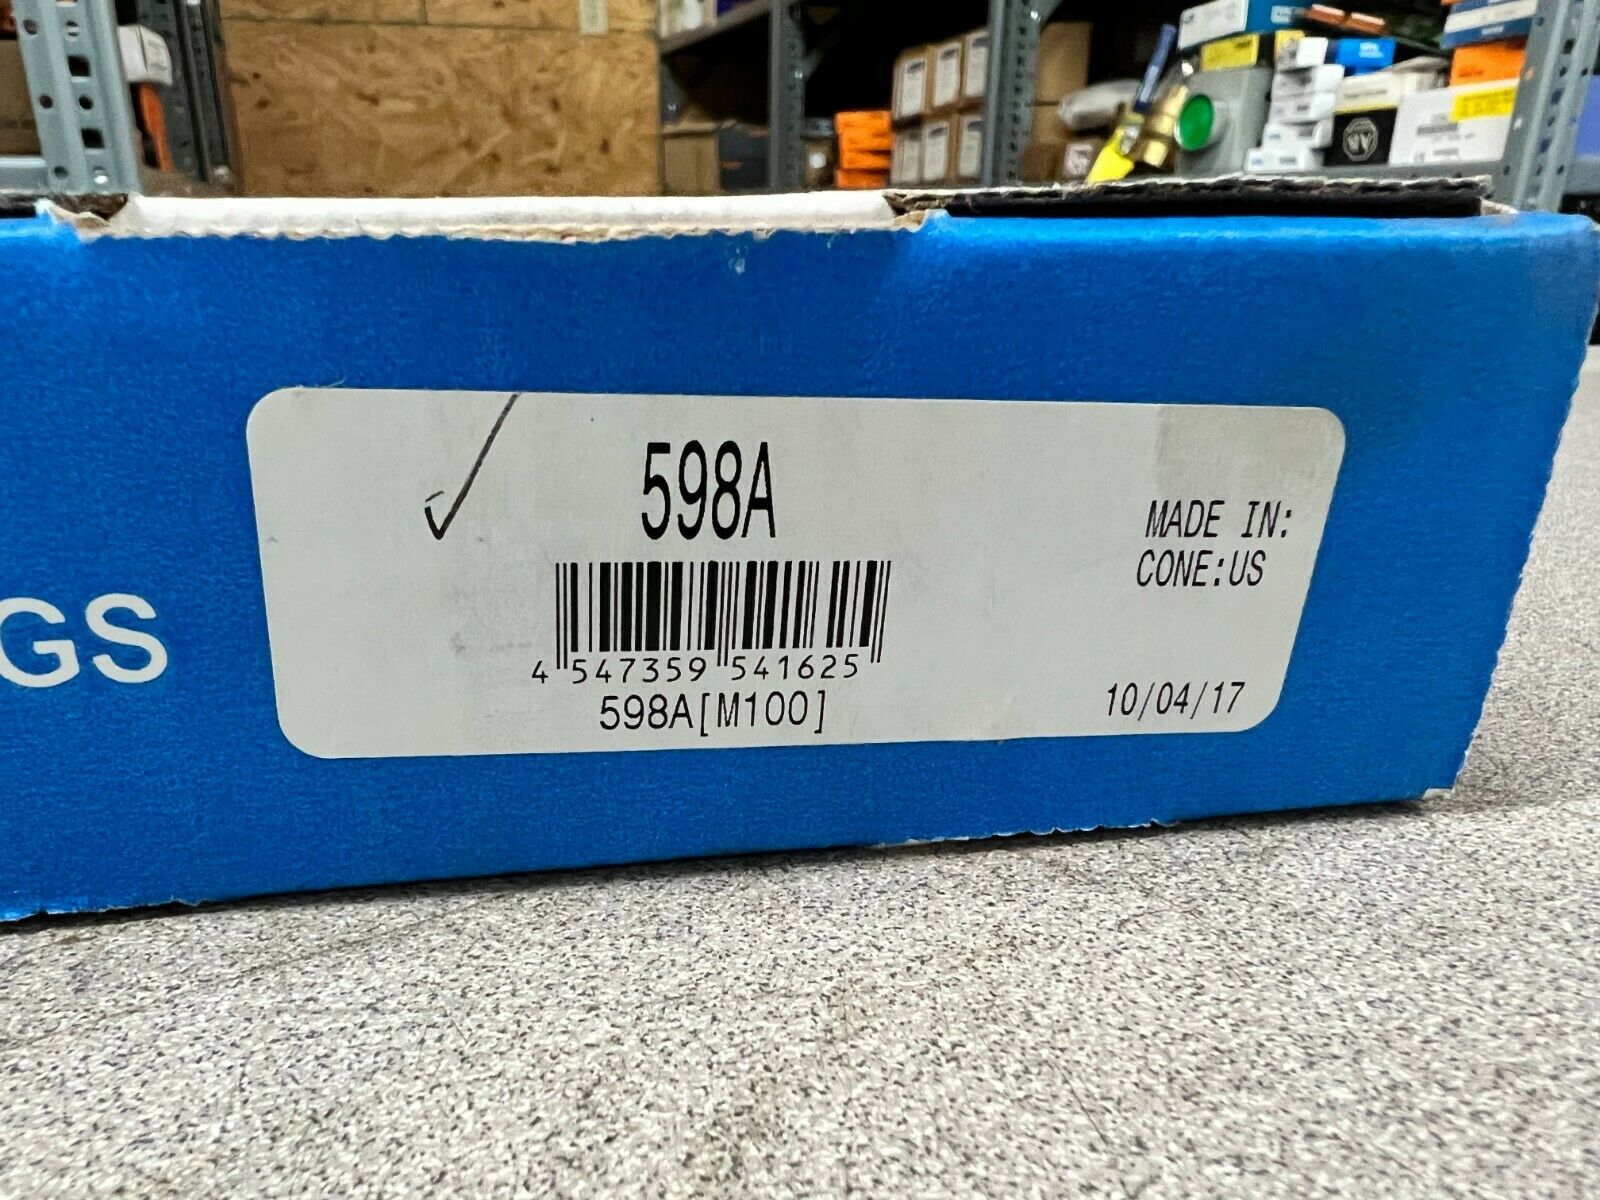 598A
MADE IN:
CONE:US
GS
4 547359 541625
598A[M100]
10/04/17